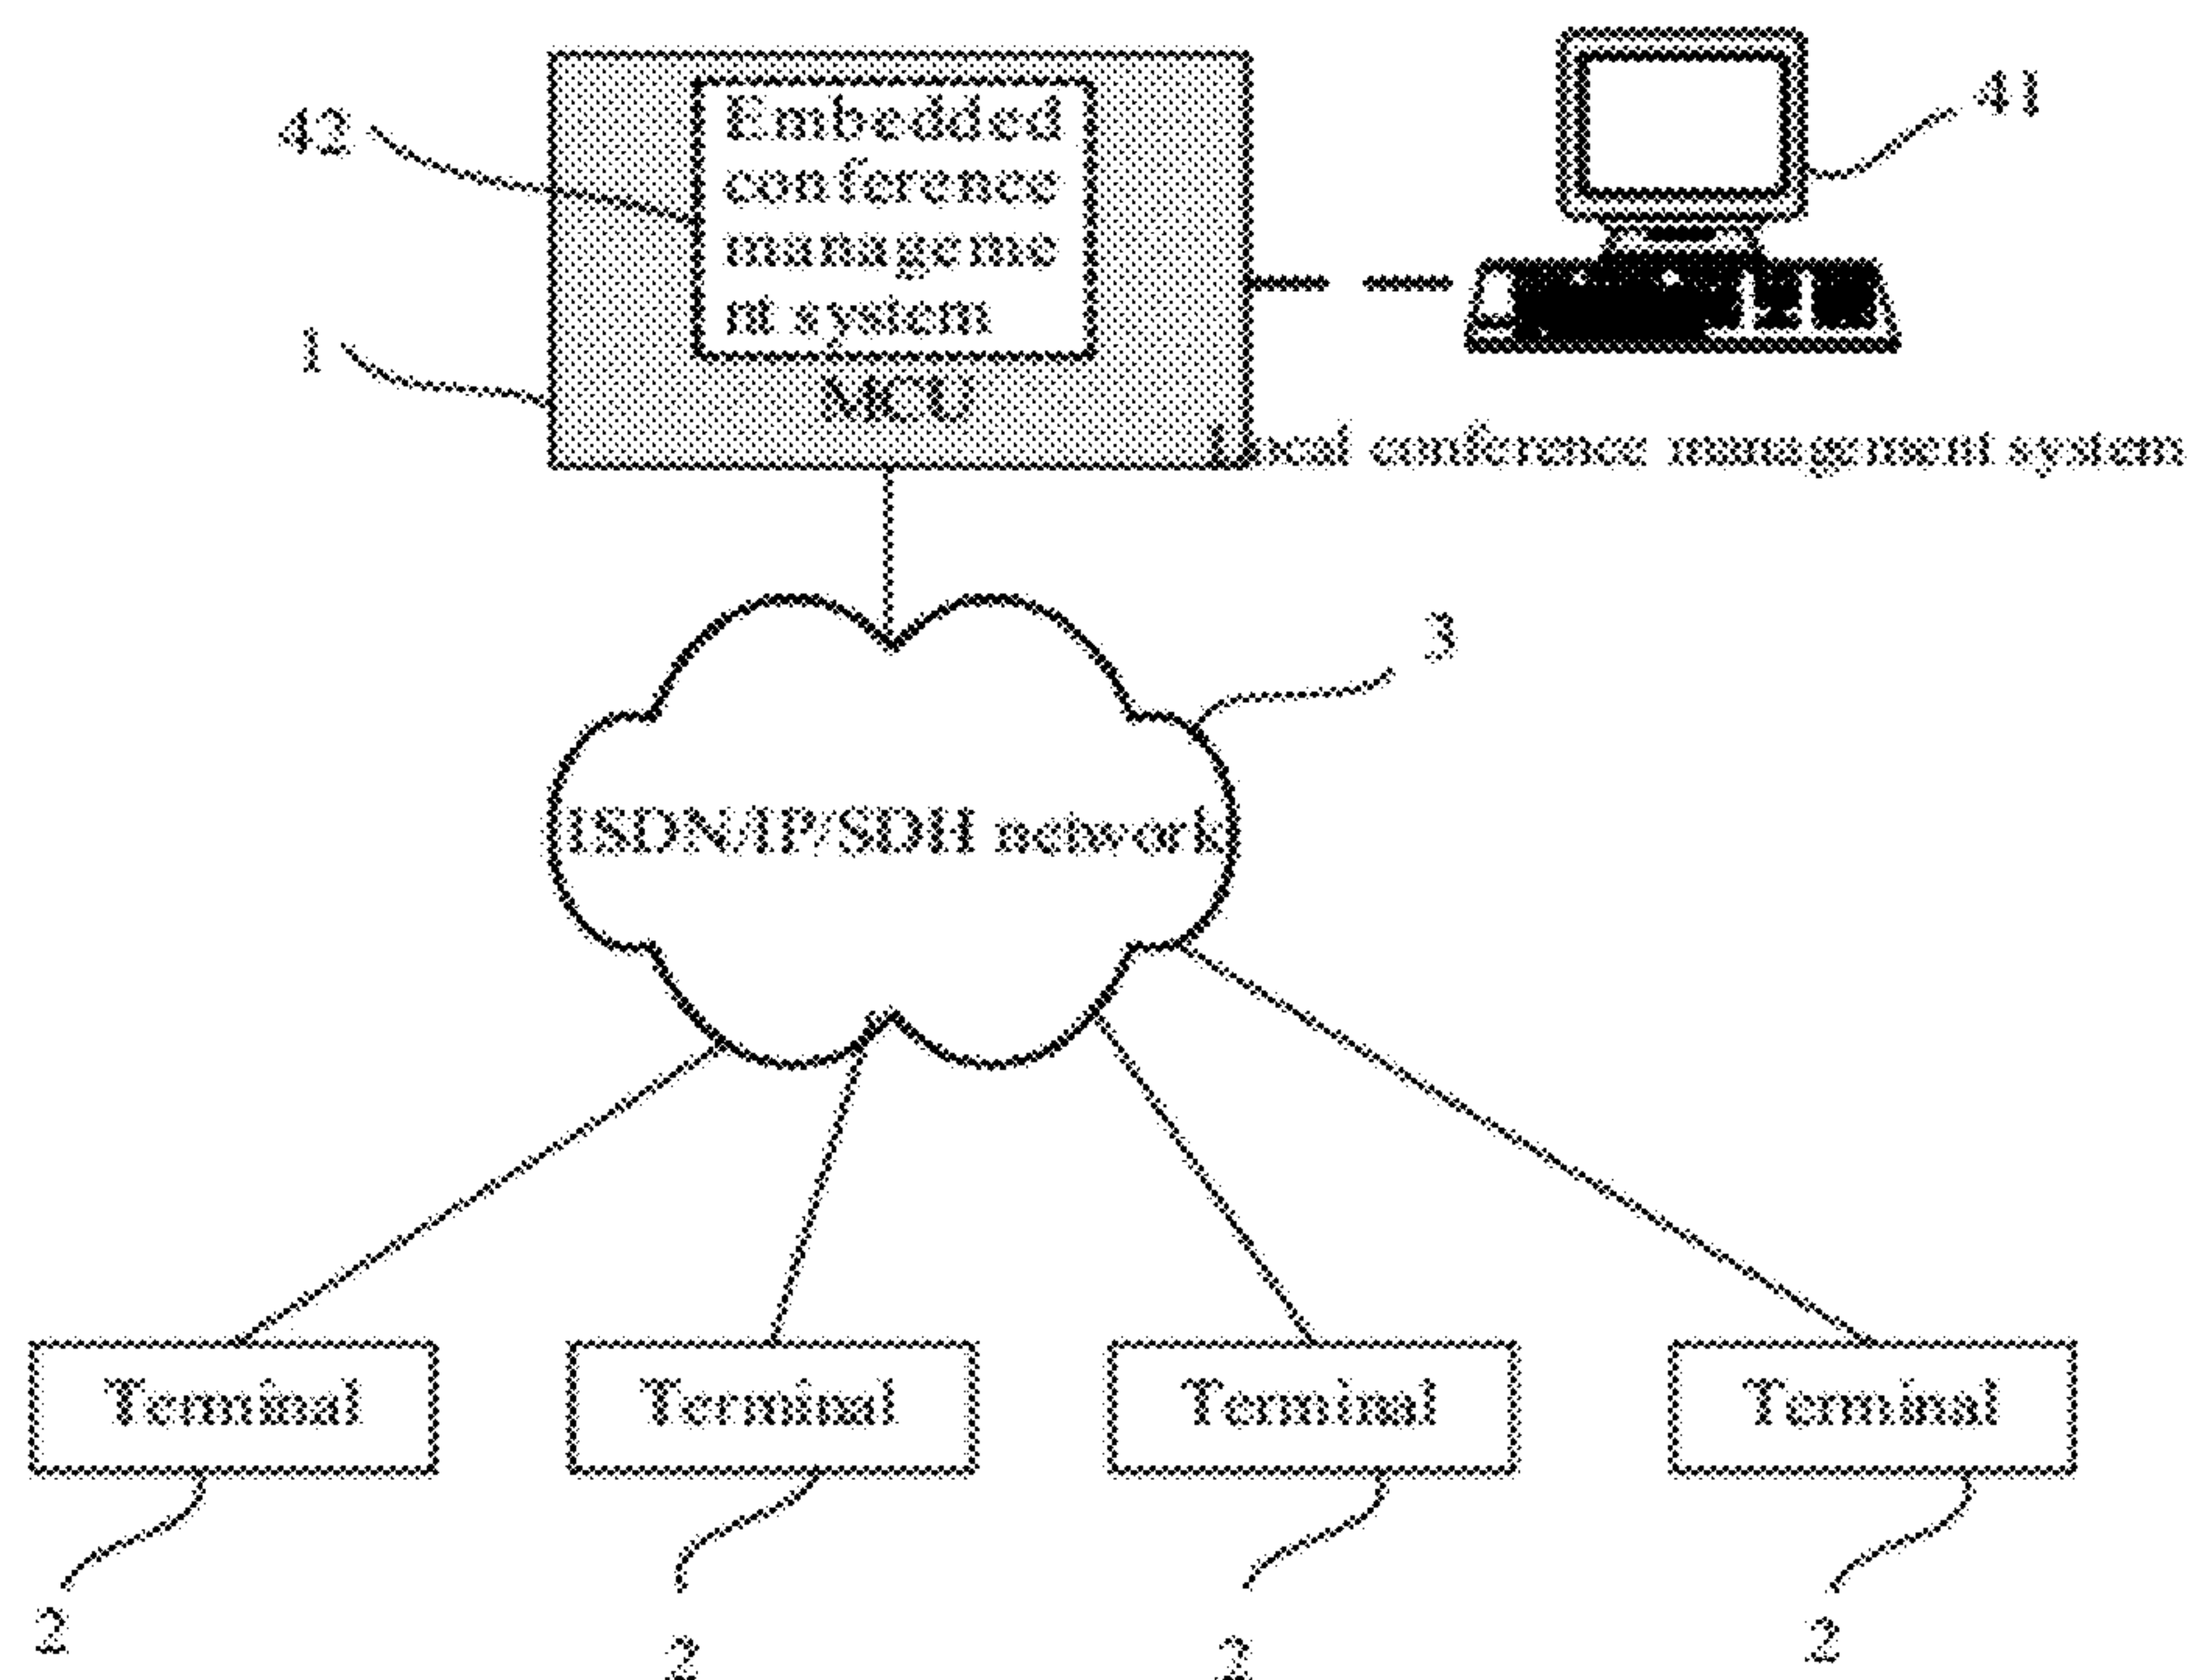 42
Embedded
conference
manageme
nt system
41
1
MCU
Local conference management system
3
ISDN/IP/SDH network
Terminal
Terminal
Terminal
Terminal
2
2
2
2